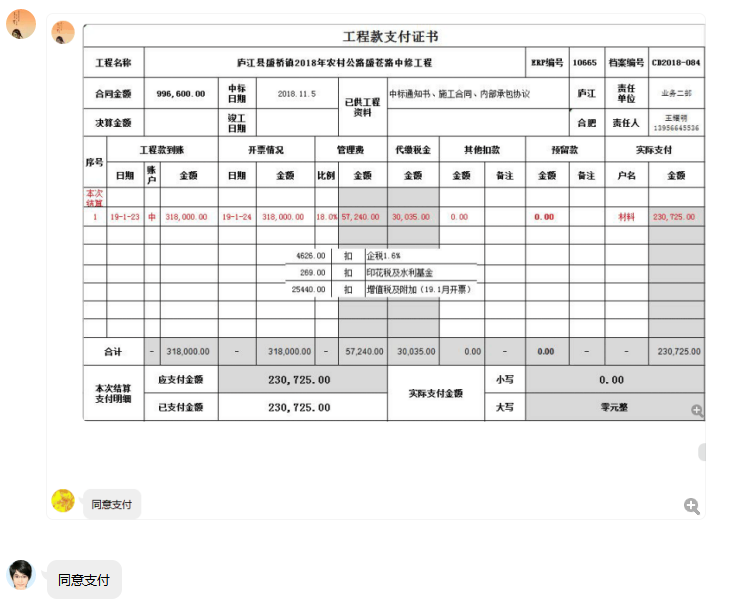 工程款支付证书
工程名称 庐江县盛桥镇2018年农村公路盛苍路中修工程 ERP编号 10665 档案编号 CD2018-084
合同金额 996,600.00 中标日期 2018.11.5 已供工程资料 中标通知书、施工合同、内部承包协议 庐江 责任单位 业务二部
决算金额 竣工日期 合肥 责任人 王耀明 13956645536
序号 工程款到账 开票情况 管理费 代缴税金 其他扣款 预留款 实际支付
日期 账户 金额 日期 金额 比例 金额 金额 金额 备注 金额 备注 户名 金额
本次结算
1 19-1-23 中 318,000.00 19-1-24 318,000.00 18.0% 57,240.00 30,035.00 0.00 0.00 材料 230,725.00
4626.00 扣 企税1.6%
269.00 扣 印花税及水利基金
25440.00 扣 增值税及附加（19.1月开票）
合计 - 318,000.00 - 318,000.00 - 57,240.00 30,035.00 0.00 - 0.00 - - 230,725.00
本次结算支付明细 应支付金额 230,725.00 实际支付金额 小写 0.00
已支付金额 230,725.00 大写 零元整
同意支付
同意支付